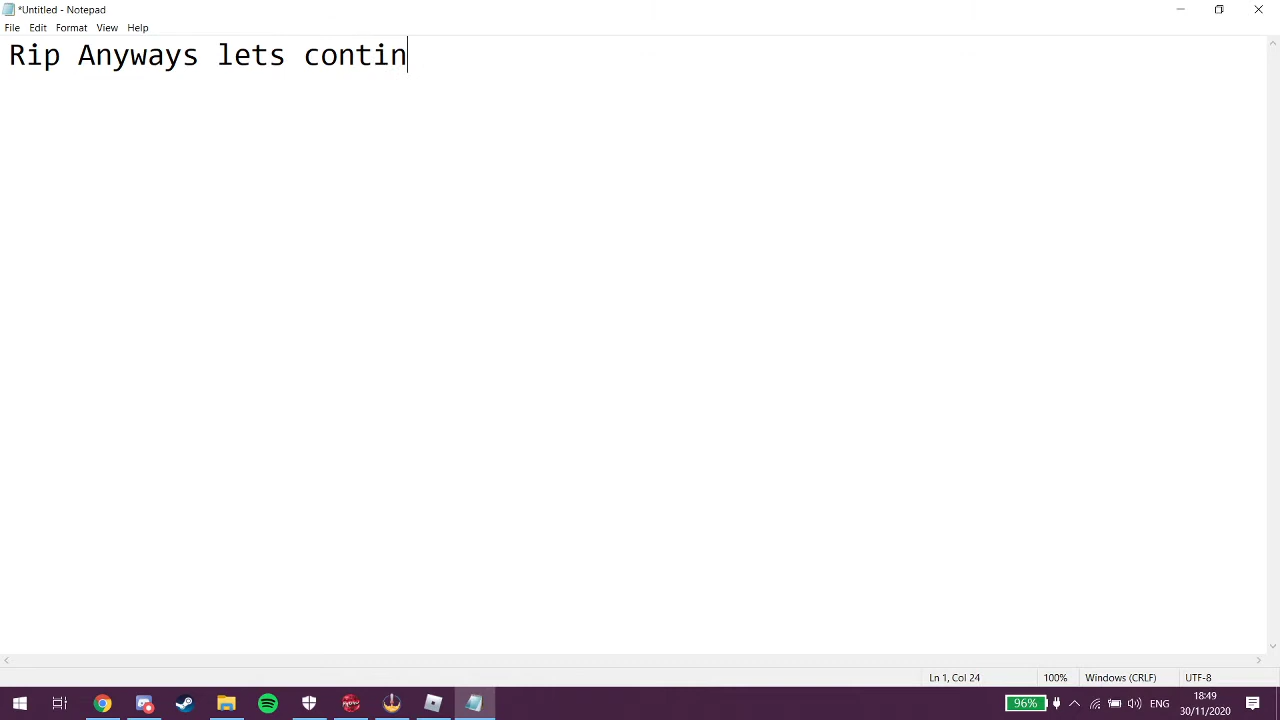 *Untitled - Notepad
File Edit Format View Help
Rip Anyways lets contin
Ln 1, Col 24 100% Windows (CRLF) UTF-8
96% ENG 18:49
30/11/2020